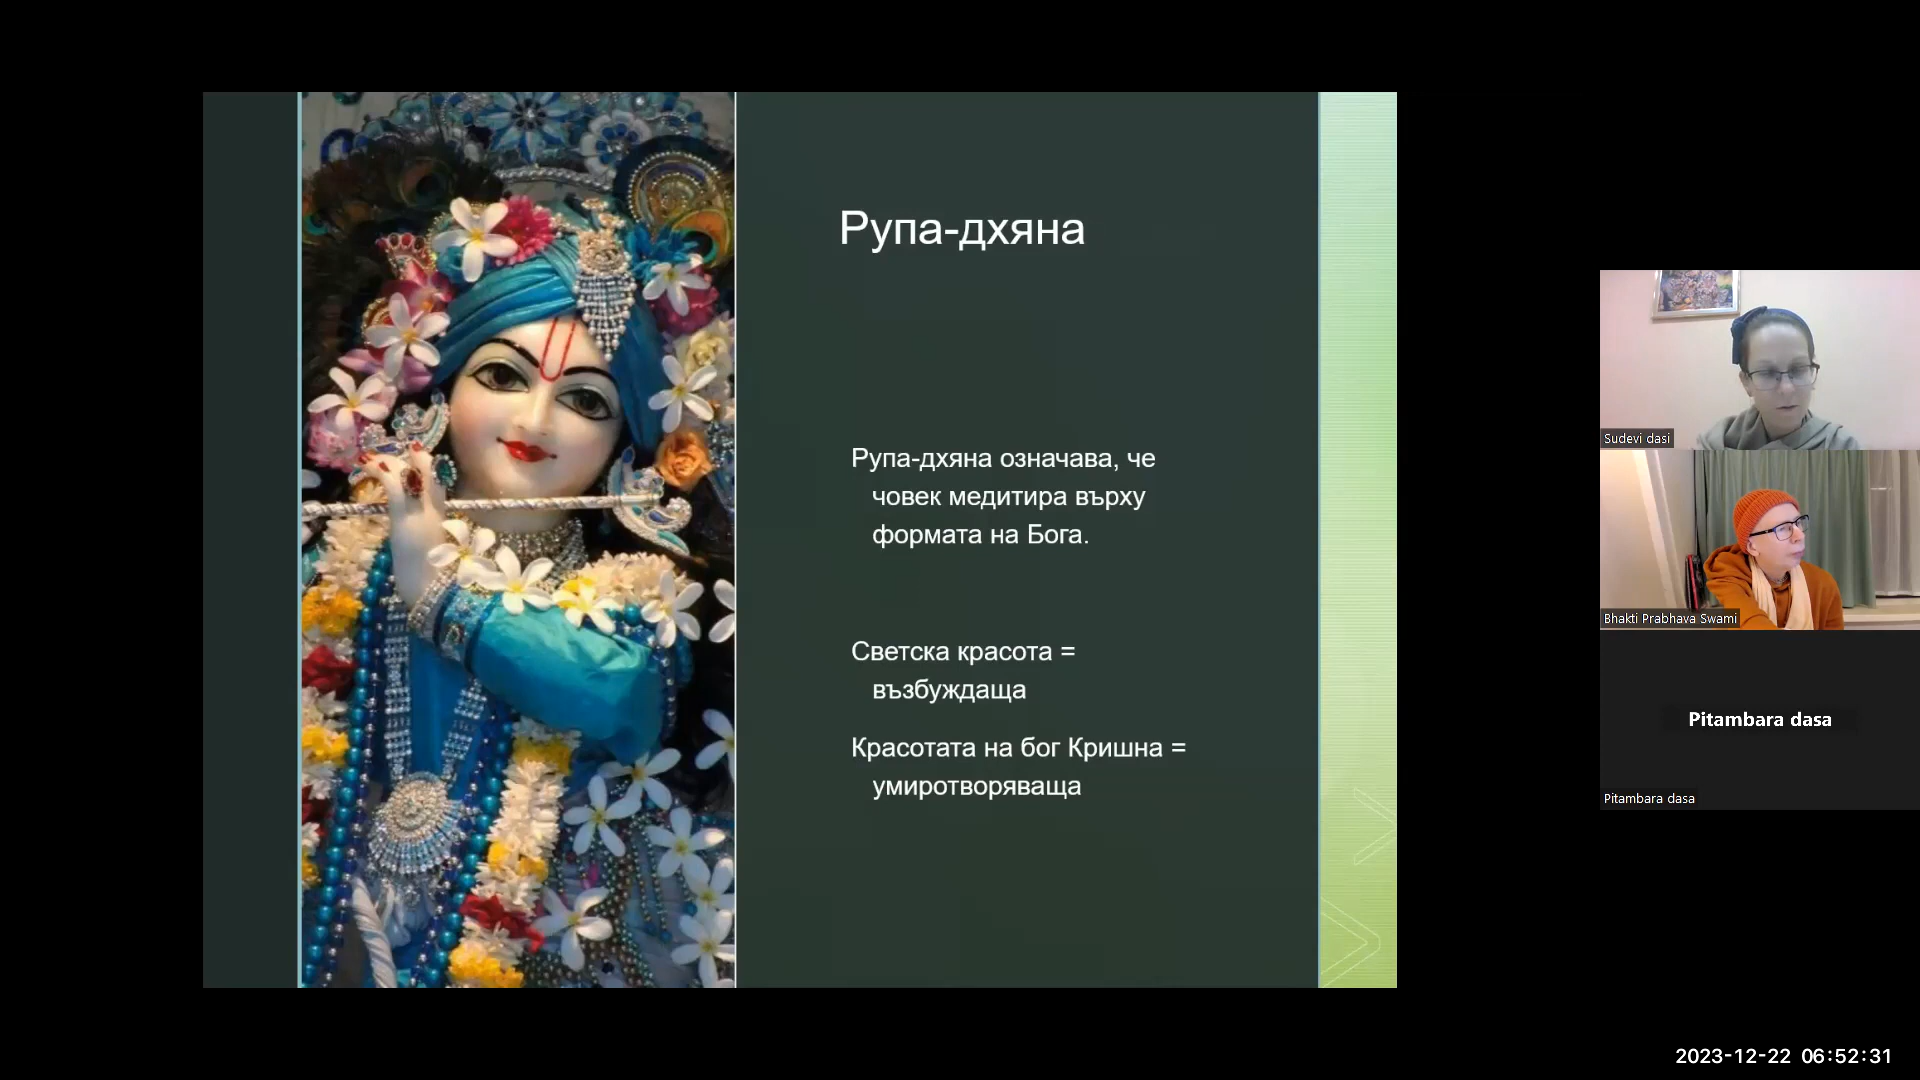 Рупа-дхяна
Рупа-дхяна означава, че
човек медитира върху
формата на Бога.
Светска красота =
възбуждаща
Красотата на бог Кришна =
умиротворяваща
Sudevi dasi
Bhakti Prabhava Swami
Pitambara dasa
Pitambara dasa
2023-12-22 06:52:31